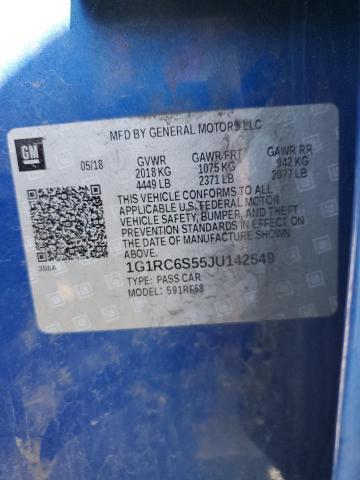 GM
MFD BY GENERAL MOTORS LLC
05/18 GVWR GAWR FRT GAWR RR
2018 KG 1075 KG 942 KG
4449 LB 2371 LB 2077 LB
THIS VEHICLE CONFORMS TO ALL
APPLICABLE U.S. FEDERAL MOTOR
VEHICLE SAFETY, BUMPER, AND THEFT
PREVENTION STANDARDS IN EFFECT
ON THE DATE OF MANUFACTURE SHOWN
ABOVE.
1G1RC6S55JU142549
TYPE: PASS CAR
MODEL: 591RF68